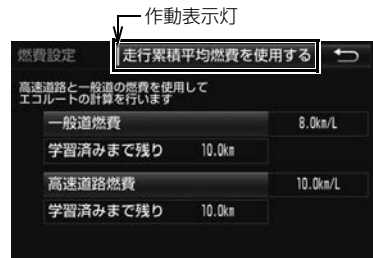 作動表示灯
燃費設定
走行累積平均燃費を使用する
高速道路と一般道の燃費を使用して
エコルートの計算を行います
一般道燃費 8.0km/L
学習済みまで残り 10.0km
高速道路燃費 10.0km/L
学習済みまで残り 10.0km